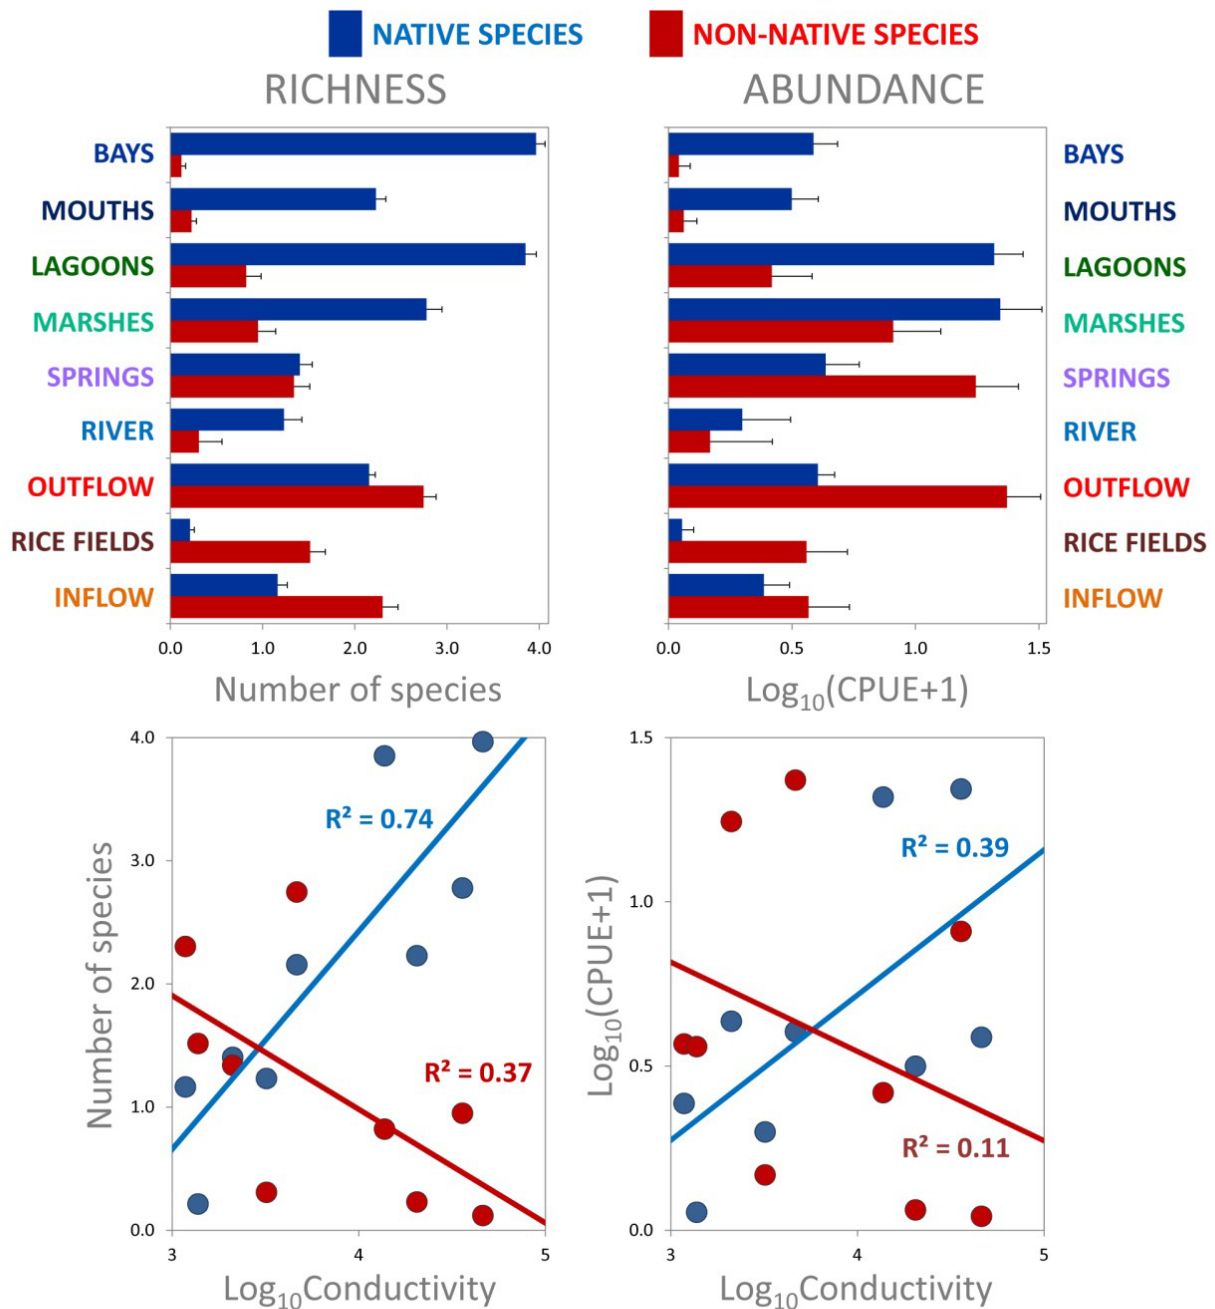 NATIVE SPECIES NON-NATIVE SPECIES
RICHNESS ABUNDANCE
BAYS BAYS
MOUTHS MOUTHS
LAGOONS LAGOONS
MARSHES MARSHES
SPRINGS SPRINGS
RIVER RIVER
OUTFLOW OUTFLOW
RICE FIELDS RICE FIELDS
INFLOW INFLOW
0.0 1.0 2.0 3.0 4.0 0.0 0.5 1.0 1.5
Number of species Log₁₀(CPUE+1)
4.0
3.0
2.0
1.0
0.0
Number of species
R² = 0.74
R² = 0.37
3 4 5
Log₁₀Conductivity
1.5
1.0
0.5
0.0
Log₁₀(CPUE+1)
R² = 0.39
R² = 0.11
3 4 5
Log₁₀Conductivity